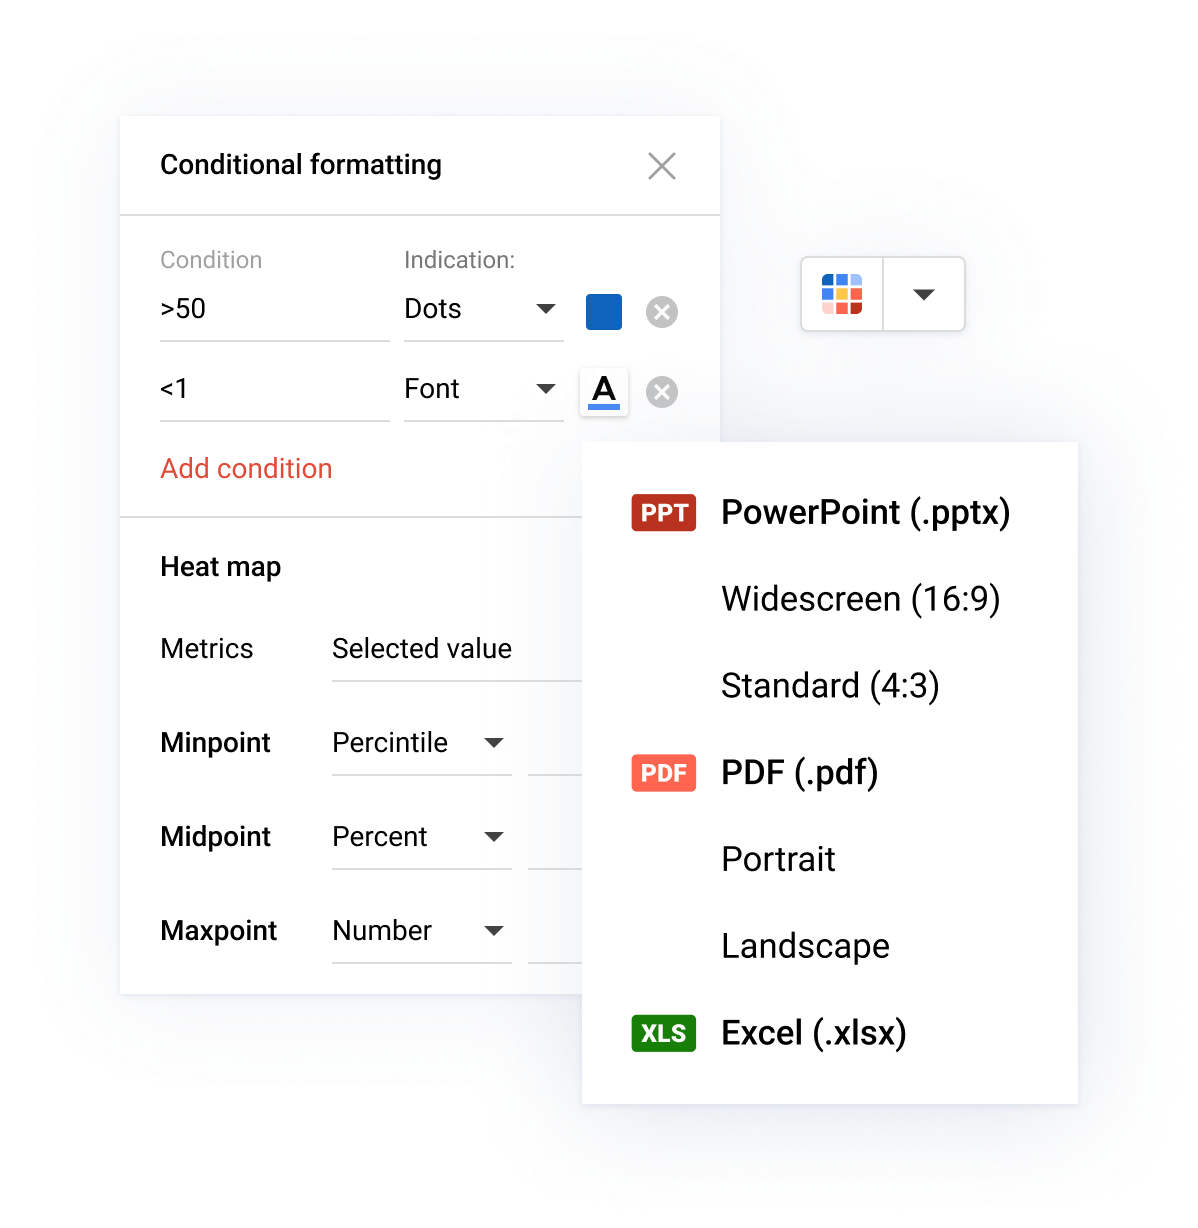 Conditional formatting
Condition Indication:
>50 Dots
<1 Font A
Add condition
Heat map
Metrics Selected value
Minpoint Percintile
Midpoint Percent
Maxpoint Number
PPT PowerPoint (.pptx)
Widescreen (16:9)
Standard (4:3)
PDF PDF (.pdf)
Portrait
Landscape
XLS Excel (.xlsx)